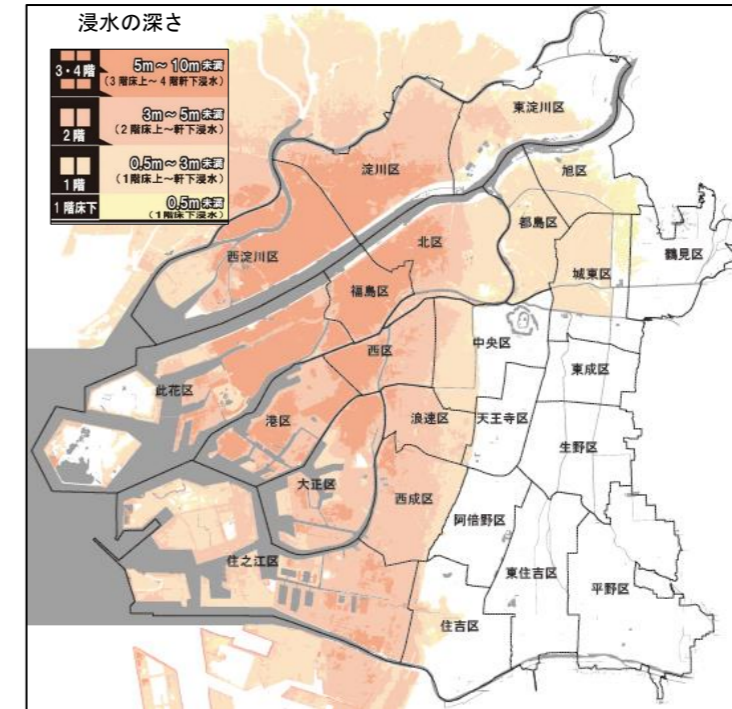 浸水の深さ
3・4階
5m～10m未満
(3階床上～4階軒下浸水)
2階
3m～5m未満
(2階床上～軒下浸水)
1階
0.5m～3m未満
(1階床上～軒下浸水)
1階床下
0.5m未満
(1階床下浸水)
東淀川区
淀川区
旭区
北区
都島区
鶴見区
西淀川区
城東区
福島区
西区
中央区
東成区
此花区
港区
浪速区
天王寺区
生野区
大正区
西成区
阿倍野区
住之江区
東住吉区
平野区
住吉区